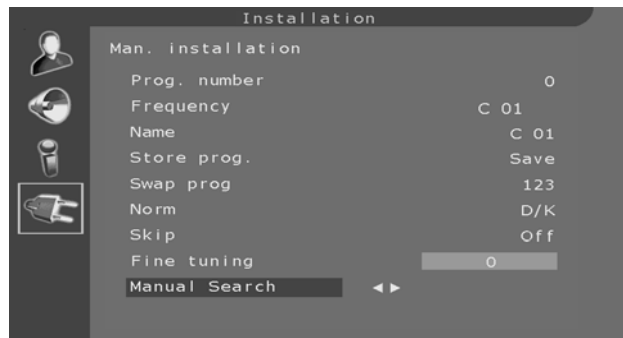 Installation
Man. installation
Prog. number 0
Frequency C 01
Name C 01
Store prog. Save
Swap prog 123
Norm D/K
Skip Off
Fine tuning 0
Manual Search ◄►